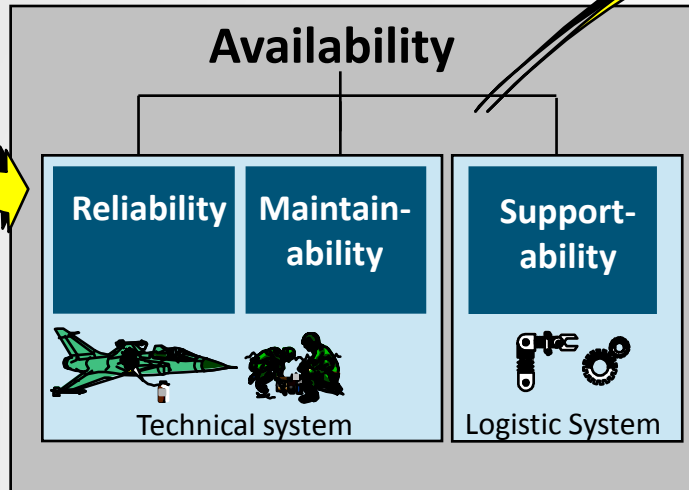 Availability
Reliability
Maintain-
ability
Support-
ability
Technical system
Logistic System